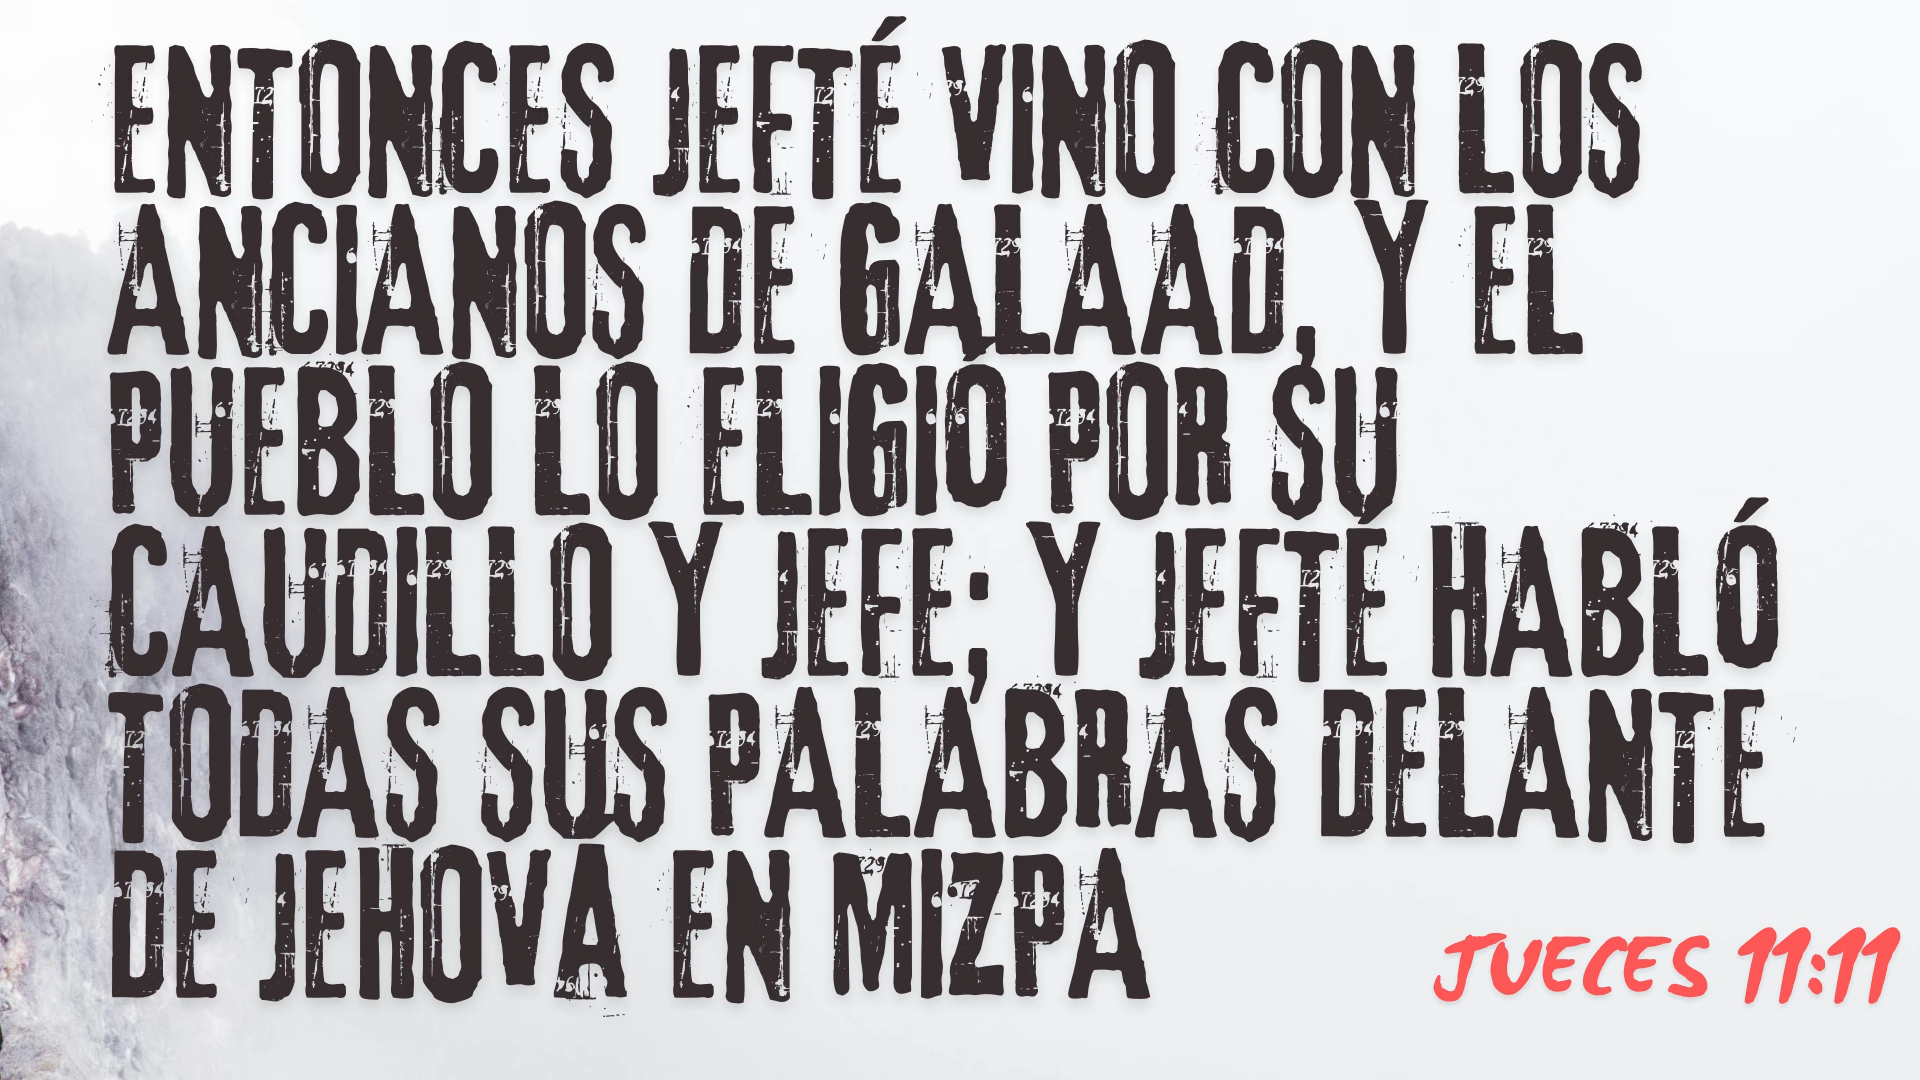 ENTONCES JEFTÉ VINO CON LOS
ANCIANOS DE GALAAD, Y EL
PUEBLO LO ELIGIÓ POR SU
CAUDILLO Y JEFE; Y JEFTÉ HABLÓ
TODAS SUS PALABRAS DELANTE
DE JEHOVÁ EN MIZPA
JUECES 11:11